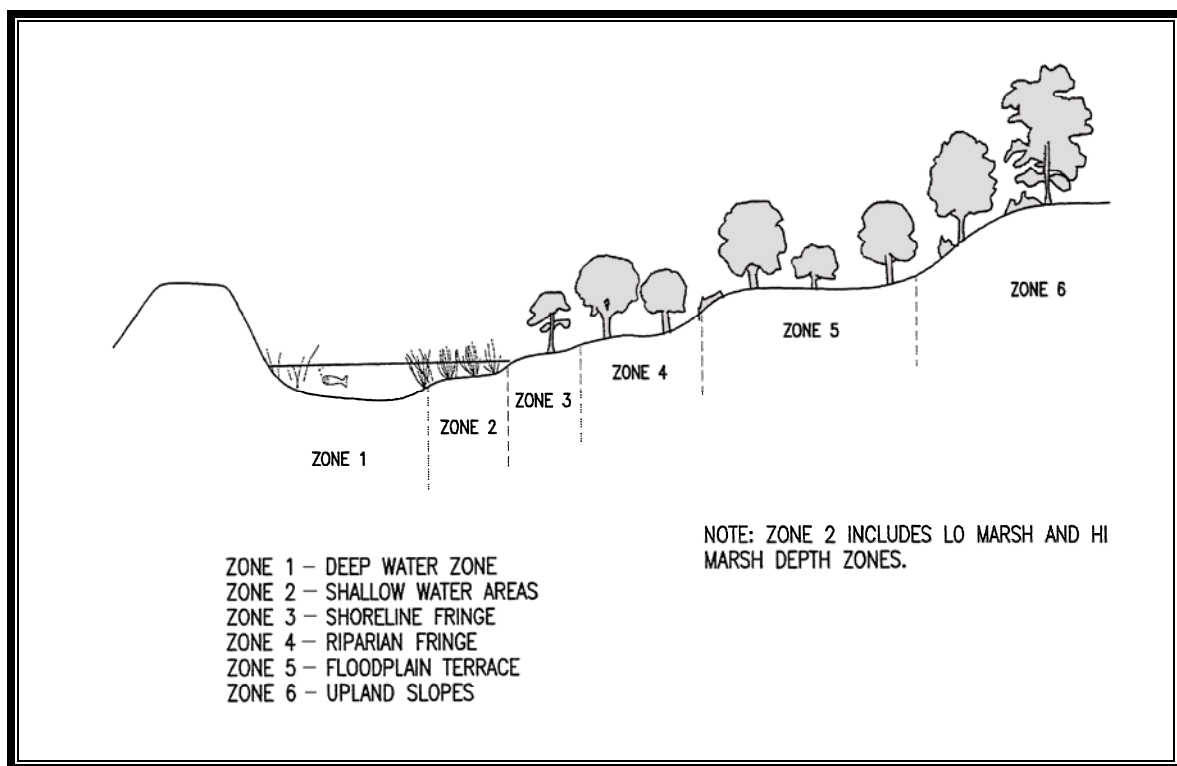 ZONE 6
ZONE 5
ZONE 4
ZONE 3
ZONE 2
ZONE 1
NOTE: ZONE 2 INCLUDES LO MARSH AND HI
MARSH DEPTH ZONES.
ZONE 1 – DEEP WATER ZONE
ZONE 2 – SHALLOW WATER AREAS
ZONE 3 – SHORELINE FRINGE
ZONE 4 – RIPARIAN FRINGE
ZONE 5 – FLOODPLAIN TERRACE
ZONE 6 – UPLAND SLOPES